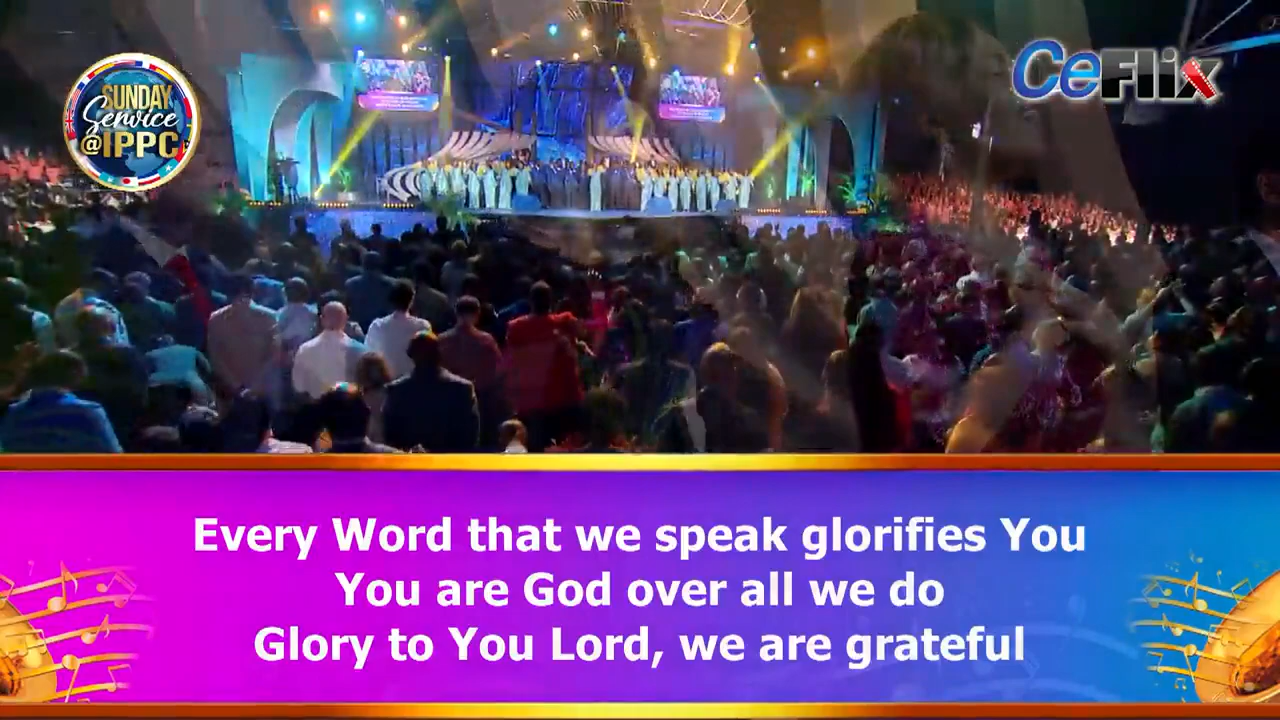 SUNDAY
Service
@IPPC
CeFlix
Every Word that we speak glorifies You
You are God over all we do
Glory to You Lord, we are grateful